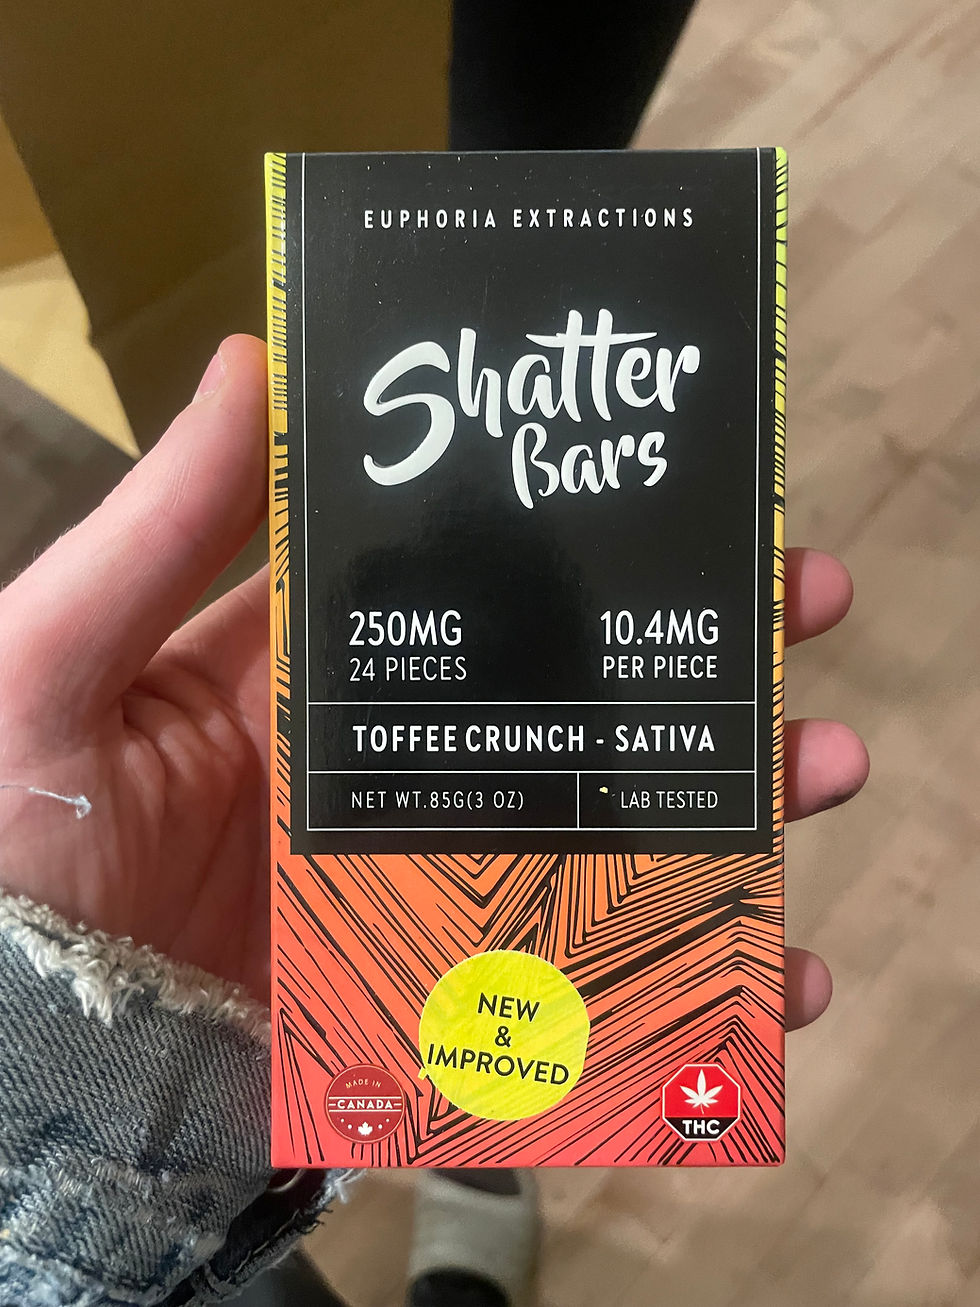 EUPHORIA EXTRACTIONS
Shatter
Bars
250MG
24 PIECES
10.4MG
PER PIECE
TOFFEE CRUNCH - SATIVA
NET WT.85G(3 OZ)
LAB TESTED
NEW
&
IMPROVED
MADE IN
CANADA
THC